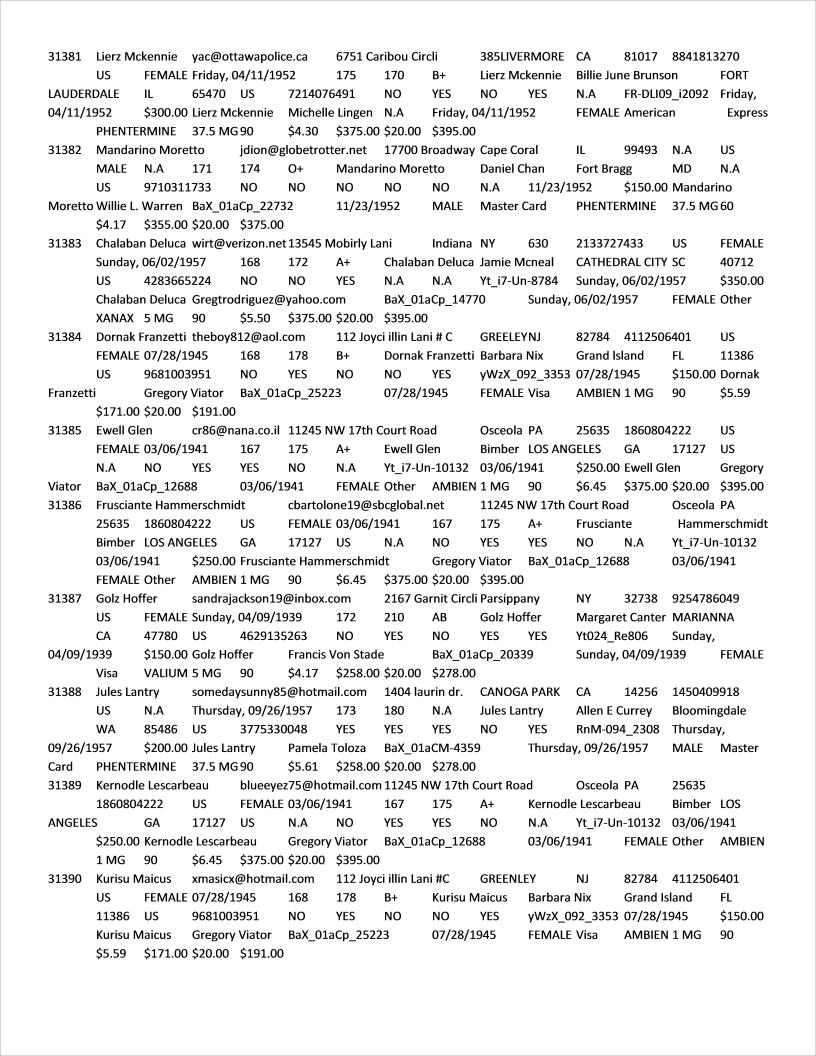 31381 Lierz Mckennie yac@ottawapolice.ca 6751 Caribou Circli 385LIVERMORE CA 81017 8841813270
US FEMALE Friday, 04/11/1952 175 170 B+ Lierz Mckennie Billie June Brunson FORT
LAUDERDALE IL 65470 US 7214076491 NO YES NO YES N.A FR-DLI09_i2092 Friday,
04/11/1952 $300.00 Lierz Mckennie Michelle Lingen N.A Friday, 04/11/1952 FEMALE American Express
PHENTERMINE 37.5 MG 90 $4.30 $375.00 $20.00 $395.00
31382 Mandarino Moretto jdion@globetrotter.net 17700 Broadway Cape Coral IL 99493 N.A US
MALE N.A 171 174 O+ Mandarino Moretto Daniel Chan Fort Bragg MD N.A
US 9710311733 NO NO NO NO NO N.A 11/23/1952 $150.00 Mandarino
Moretto Willie L. Warren BaX_01aCp_22732 11/23/1952 MALE Master Card PHENTERMINE 37.5 MG 60
$4.17 $355.00 $20.00 $375.00
31383 Chalaban Deluca wirt@verizon.net 13545 Mobirly Lani Indiana NY 630 2133727433 US FEMALE
Sunday, 06/02/1957 168 172 A+ Chalaban Deluca Jamie Mcneal CATHEDRAL CITY SC 40712
US 4283665224 NO NO YES N.A N.A Yt_i7-Un-8784 Sunday, 06/02/1957 $350.00
Chalaban Deluca Gregtrodriguez@yahoo.com BaX_01aCp_14770 Sunday, 06/02/1957 FEMALE Other
XANAX 5 MG 90 $5.50 $375.00 $20.00 $395.00
31384 Dornak Franzetti theboy812@aol.com 112 Joyci illin Lani # C GREELEYNJ 82784 4112506401 US
FEMALE 07/28/1945 168 178 B+ Dornak Franzetti Barbara Nix Grand Island FL 11386
US 9681003951 NO YES NO NO YES yWzX_092_3353 07/28/1945 $150.00 Dornak
Franzetti Gregory Viator BaX_01aCp_25223 07/28/1945 FEMALE Visa AMBIEN 1 MG 90 $5.59
$171.00 $20.00 $191.00
31385 Ewell Glen cr86@nana.co.il 11245 NW 17th Court Road Osceola PA 25635 1860804222 US
FEMALE 03/06/1941 167 175 A+ Ewell Glen Bimber LOS ANGELES GA 17127 US
N.A NO YES YES NO N.A Yt_i7-Un-10132 03/06/1941 $250.00 Ewell Glen Gregory
Viator BaX_01aCp_12688 03/06/1941 FEMALE Other AMBIEN 1 MG 90 $6.45 $375.00 $20.00 $395.00
31386 Frusciante Hammerschmidt cbartolone19@sbcglobal.net 11245 NW 17th Court Road Osceola PA
25635 1860804222 US FEMALE 03/06/1941 167 175 A+ Frusciante Hammerschmidt
Bimber LOS ANGELES GA 17127 US N.A NO YES YES NO N.A Yt_i7-Un-10132
03/06/1941 $250.00 Frusciante Hammerschmidt Gregory Viator BaX_01aCp_12688 03/06/1941
FEMALE Other AMBIEN 1 MG 90 $6.45 $375.00 $20.00 $395.00
31387 Golz Hoffer sandrajackson19@inbox.com 2167 Garnit Circli Parsippany NY 32738 9254786049
US FEMALE Sunday, 04/09/1939 172 210 AB Golz Hoffer Margaret Canter MARIANNA
CA 47780 US 4629135263 NO YES NO YES YES Yt024_Re806 Sunday,
04/09/1939 $150.00 Golz Hoffer Francis Von Stade BaX_01aCp_20339 Sunday, 04/09/1939 FEMALE
Visa VALIUM 5 MG 90 $4.17 $258.00 $20.00 $278.00
31388 Jules Lantry somedaysunny85@hotmail.com 1404 laurin dr. CANOGA PARK CA 14256 1450409918
US N.A Thursday, 09/26/1957 173 180 N.A Jules Lantry Allen E Currey Bloomingdale
WA 85486 US 3775330048 YES YES YES NO YES RnM-094_2308 Thursday,
09/26/1957 $200.00 Jules Lantry Pamela Toloza BaX_01aCM-4359 Thursday, 09/26/1957 MALE Master
Card PHENTERMINE 37.5 MG 90 $5.61 $258.00 $20.00 $278.00
31389 Kernodle Lescarbeau blueeyez75@hotmail.com 11245 NW 17th Court Road Osceola PA 25635
1860804222 US FEMALE 03/06/1941 167 175 A+ Kernodle Lescarbeau Bimber LOS
ANGELES GA 17127 US N.A NO YES YES NO N.A Yt_i7-Un-10132 03/06/1941
$250.00 Kernodle Lescarbeau Gregory Viator BaX_01aCp_12688 03/06/1941 FEMALE Other AMBIEN
1 MG 90 $6.45 $375.00 $20.00 $395.00
31390 Kurisu Maicus xmasicx@hotmail.com 112 Joyci illin Lani #C GREENLEY NJ 82784 4112506401
US FEMALE 07/28/1945 168 178 B+ Kurisu Maicus Barbara Nix Grand Island FL
11386 US 9681003951 NO YES NO NO YES yWzX_092_3353 07/28/1945 $150.00
Kurisu Maicus Gregory Viator BaX_01aCp_25223 07/28/1945 FEMALE Visa AMBIEN 1 MG 90
$5.59 $171.00 $20.00 $191.00